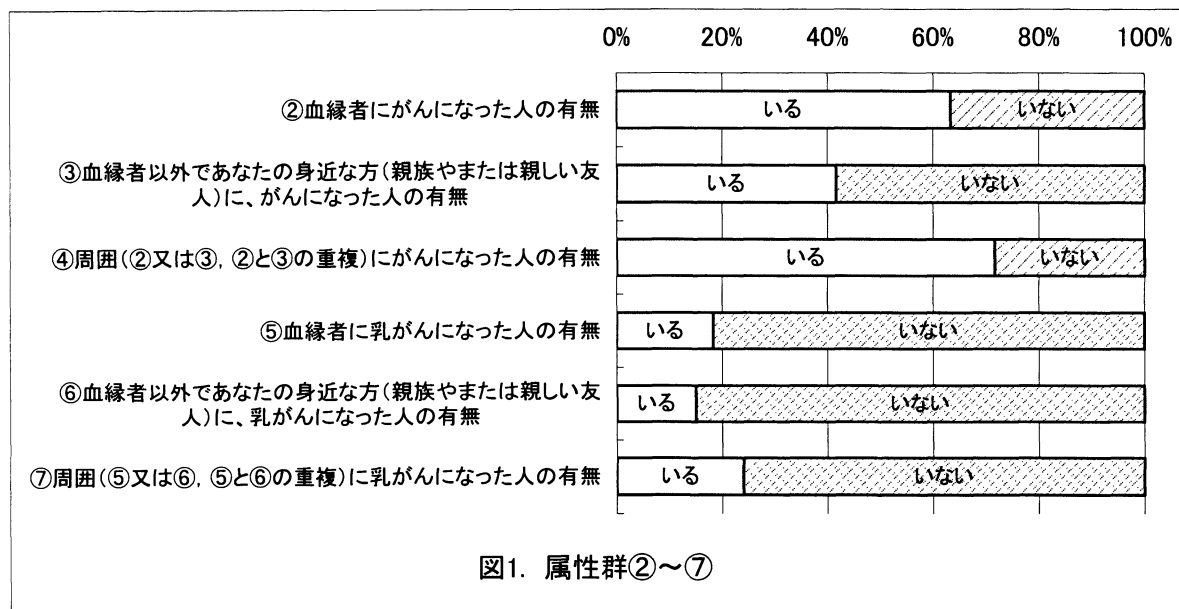 0% 20% 40% 60% 80% 100%
②血縁者にがんになった人の有無
いる いない
③血縁者以外であなたの身近な方(親族やまたは親しい友
人)に、がんになった人の有無
いる いない
④周囲(②又は③, ②と③の重複)にがんになった人の有無
いる いない
⑤血縁者に乳がんになった人の有無
いる いない
⑥血縁者以外であなたの身近な方(親族やまたは親しい友
人)に、乳がんになった人の有無
いる いない
⑦周囲(⑤又は⑥, ⑤と⑥の重複)に乳がんになった人の有無
いる いない
図1. 属性群②～⑦